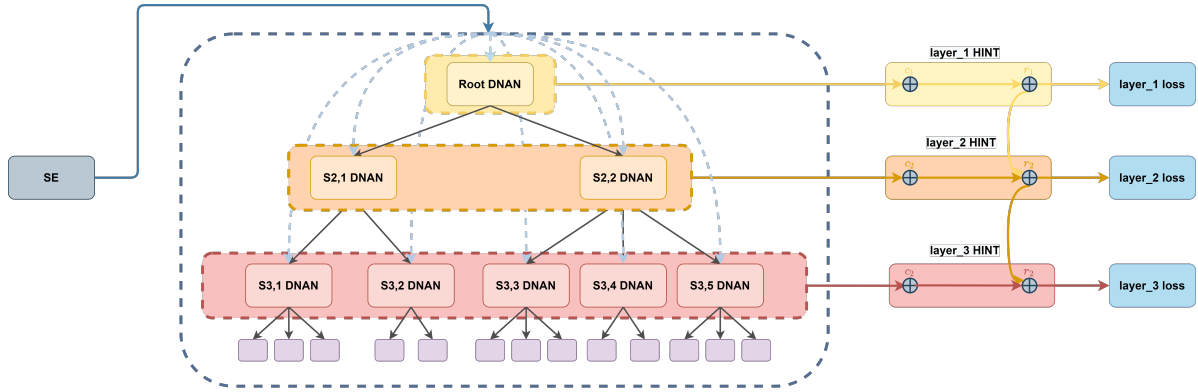 layer_1 HINT
c₁ r₁
Root DNAN
layer_1 loss
layer_2 HINT
SE
S2,1 DNAN
S2,2 DNAN
c₂ r₂
layer_2 loss
layer_3 HINT
c₂ r₂
S3,1 DNAN
S3,2 DNAN
S3,3 DNAN
S3,4 DNAN
S3,5 DNAN
layer_3 loss